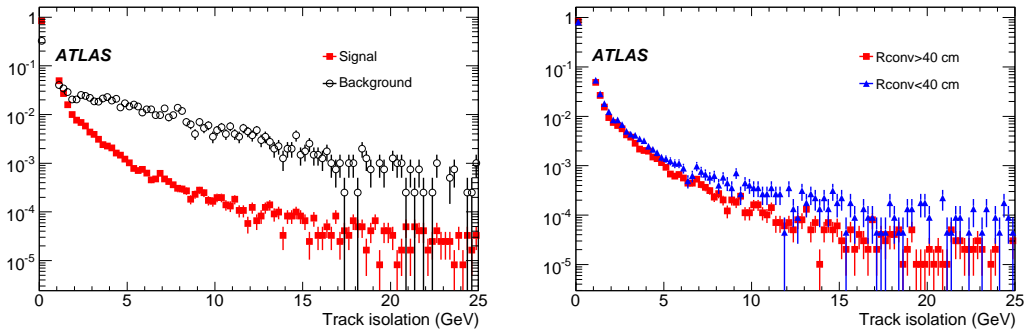 1
10⁻¹
10⁻²
10⁻³
10⁻⁴
10⁻⁵
ATLAS
Signal
Background
0 5 10 15 20 25
Track isolation (GeV)
1
10⁻¹
10⁻²
10⁻³
10⁻⁴
10⁻⁵
ATLAS
Rconv>40 cm
Rconv<40 cm
0 5 10 15 20 25
Track isolation (GeV)